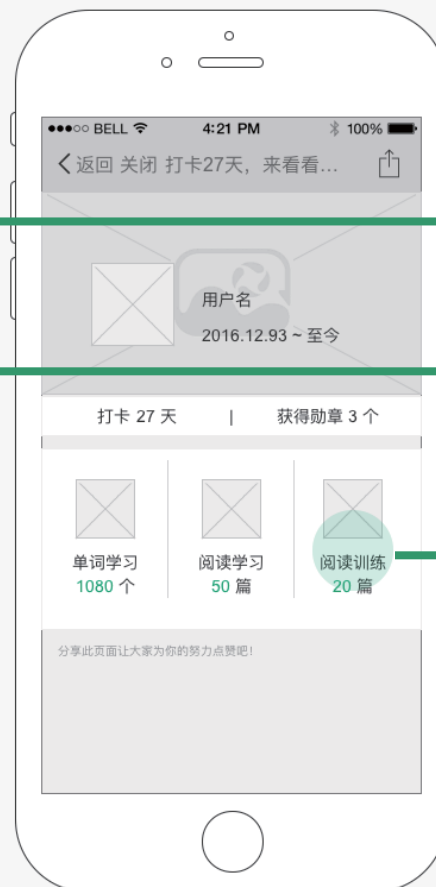 ●●●○○ BELL 4:21 PM 100%
返回 关闭 打卡27天，来看看...
用户名
2016.12.93 ~ 至今
打卡 27 天 | 获得勋章 3 个
单词学习 阅读学习 阅读训练
1080 个 50 篇 20 篇
分享此页面让大家为你的努力点赞吧！